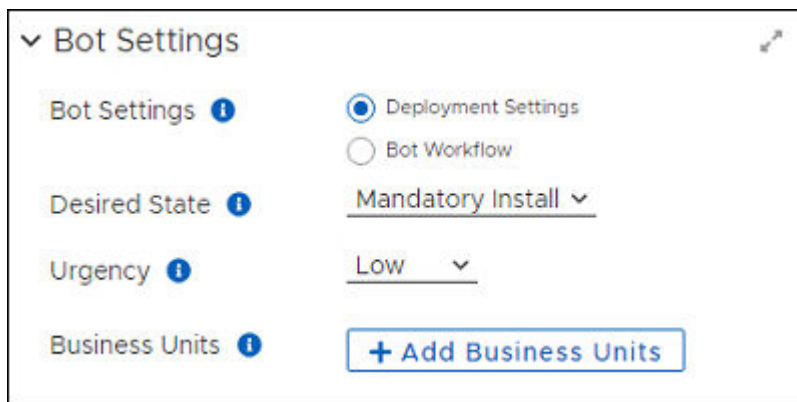 Bot Settings
Bot Settings Deployment Settings
Bot Workflow
Desired State Mandatory Install
Urgency Low
Business Units + Add Business Units